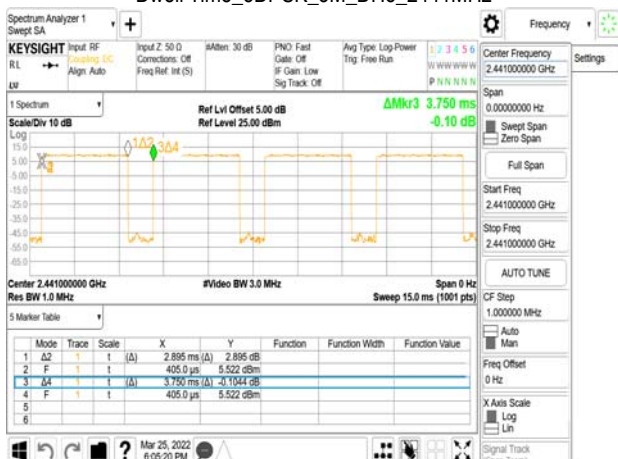 Spectrum Analyzer 1
Swept SA
+
Frequency
KEYSIGHT Input: RF Input Z: 50 Ω #Atten: 30 dB PNO: Fast Avg Type: Log-Power 1 2 3 4 5 6
RL Coupling: DC Corrections: Off Gate: Off Trig: Free Run W W W W W W
Align: Auto Freq Ref: Int (S) IF Gain: Low P N N N N N
LV Sig Track: Off
Center Frequency
2.441000000 GHz
Settings
Span
0.00000000 Hz
Swept Span
Zero Span
Full Span
Start Freq
2.441000000 GHz
Stop Freq
2.441000000 GHz
AUTO TUNE
CF Step
1.000000 MHz
Auto
Man
Freq Offset
0 Hz
X Axis Scale
Log
Lin
Signal Track
1 Spectrum
Scale/Div 10 dB
Ref Lvl Offset 5.00 dB
Ref Level 25.00 dBm
ΔMkr3 3.750 ms
-0.10 dB
Log
15.0
5.00
-5.00
-15.0
-25.0
-35.0
-45.0
-55.0
-65.0
1Δ2
3Δ4
Center 2.441000000 GHz #Video BW 3.0 MHz Span 0 Hz
Res BW 1.0 MHz Sweep 15.0 ms (1001 pts)
5 Marker Table
Mode Trace Scale X Y Function Function Width Function Value
1 Δ2 1 t (Δ) 2.895 ms (Δ) 2.895 dB
2 F 1 t 405.0 µs 5.522 dBm
3 Δ4 1 t (Δ) 3.750 ms (Δ) -0.1044 dB
4 F 1 t 405.0 µs 5.522 dBm
5
6
?
Mar 25, 2022
6:05:20 PM